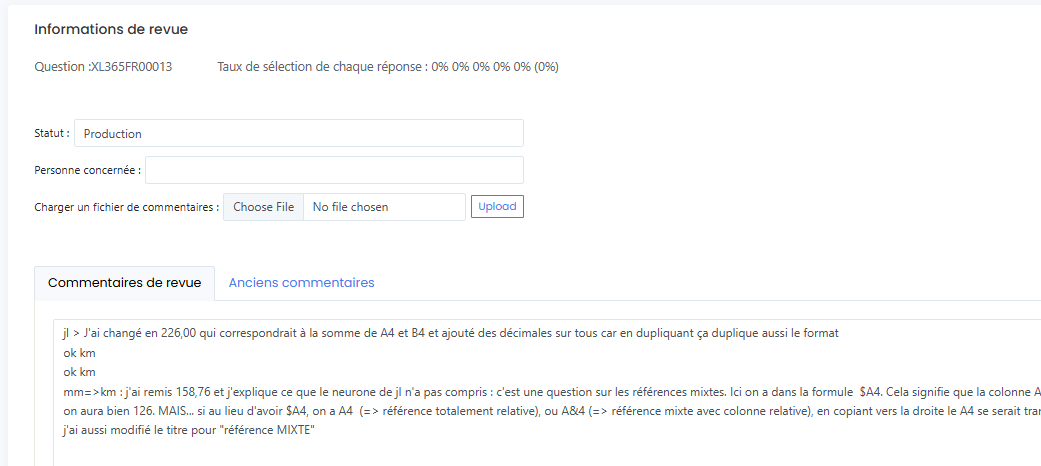 Informations de revue
Question :XL365FR00013 Taux de sélection de chaque réponse : 0% 0% 0% 0% 0% (0%)
Statut : Production
Personne concernée :
Charger un fichier de commentaires : Choose File No file chosen Upload
Commentaires de revue Anciens commentaires
jl > J'ai changé en 226,00 qui correspondrait à la somme de A4 et B4 et ajouté des décimales sur tous car en dupliquant ça duplique aussi le format
ok km
ok km
mm=>km : j'ai remis 158,76 et j'explique ce que le neurone de jl n'a pas compris : c'est une question sur les références mixtes. Ici on a dans la formule $A4. Cela signifie que la colonne A
on aura bien 126. MAIS... si au lieu d'avoir $A4, on a A4 (=> référence totalement relative), ou A&4 (=> référence mixte avec colonne relative), en copiant vers la droite le A4 se serait
j'ai aussi modifié le titre pour "référence MIXTE"